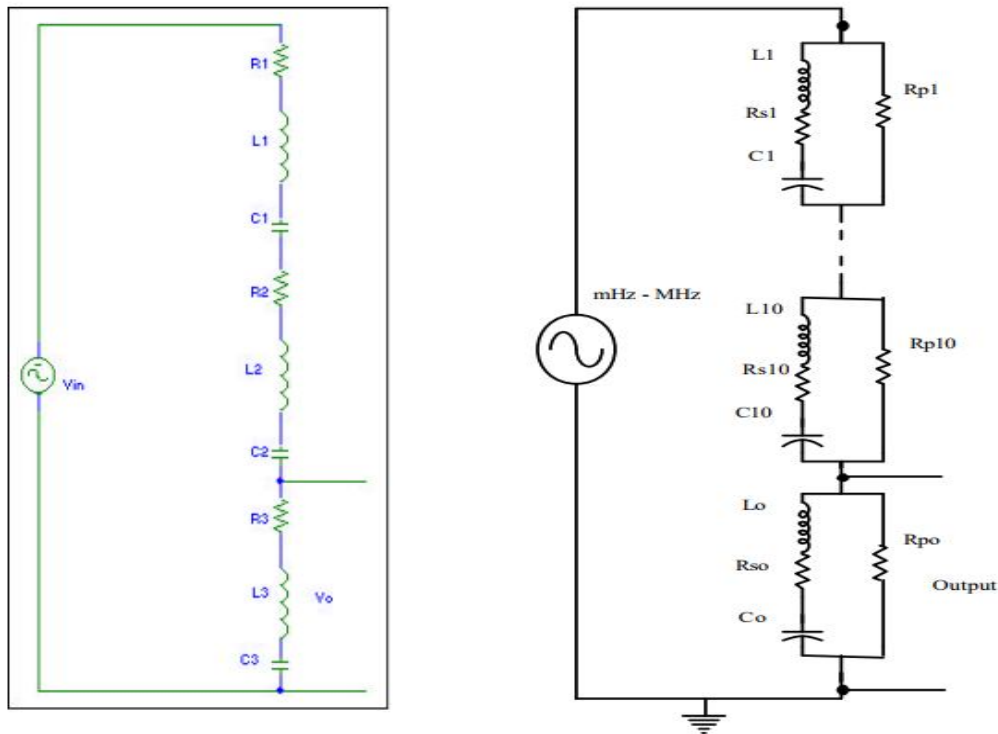 R1
L1
C1
R2
L2
C2
R3
L3
C3
Vin
Vo
L1
Rs1
C1
Rp1
mHz - MHz
L10
Rs10
C10
Rp10
Lo
Rso
Co
Rpo
Output